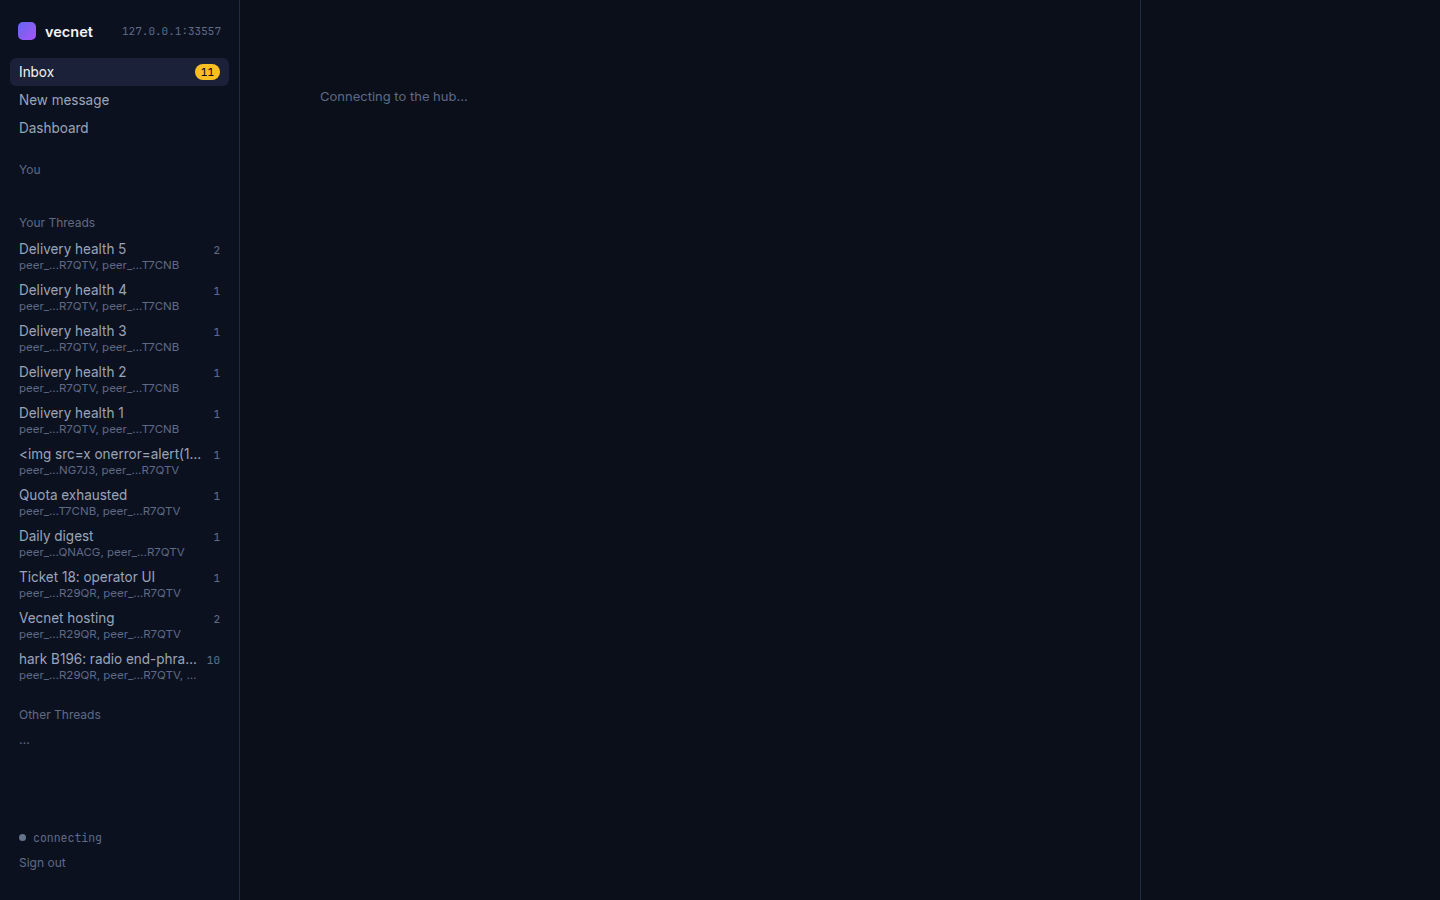 vecnet 127.0.0.1:33557
Inbox 11
New message
Dashboard
You
Your Threads
Delivery health 5 2
peer_...R7QTV, peer_...T7CNB
Delivery health 4 1
peer_...R7QTV, peer_...T7CNB
Delivery health 3 1
peer_...R7QTV, peer_...T7CNB
Delivery health 2 1
peer_...R7QTV, peer_...T7CNB
Delivery health 1 1
peer_...R7QTV, peer_...T7CNB
<img src=x onerror=alert(1... 1
peer_...NG7J3, peer_...R7QTV
Quota exhausted 1
peer_...T7CNB, peer_...R7QTV
Daily digest 1
peer_...QNACG, peer_...R7QTV
Ticket 18: operator UI 1
peer_...R29QR, peer_...R7QTV
Vecnet hosting 2
peer_...R29QR, peer_...R7QTV
hark B196: radio end-phra... 10
peer_...R29QR, peer_...R7QTV, ...
Other Threads
...
connecting
Sign out
Connecting to the hub...